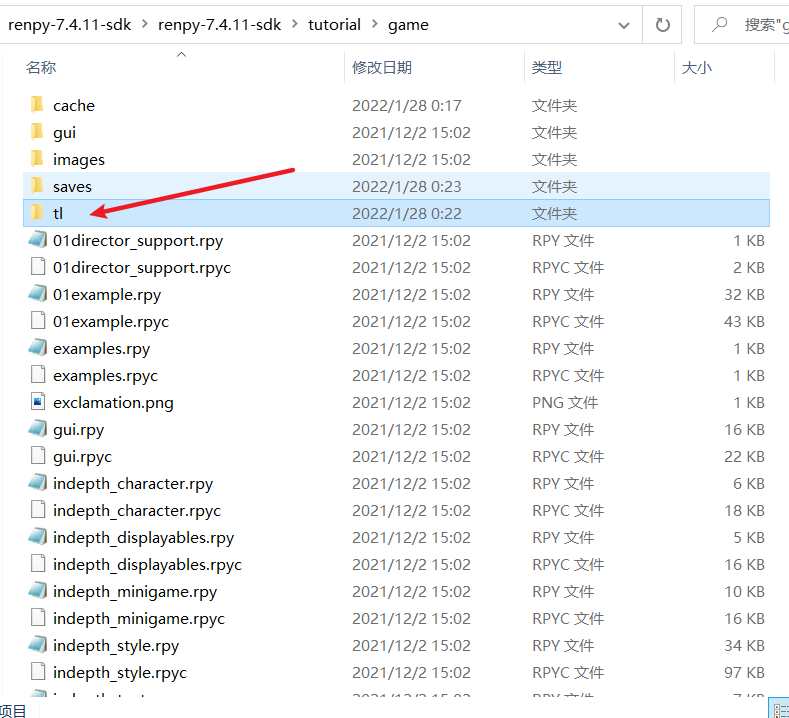 renpy-7.4.11-sdk > renpy-7.4.11-sdk > tutorial > game 搜索"g
名称 修改日期 类型 大小
cache 2022/1/28 0:17 文件夹
gui 2021/12/2 15:02 文件夹
images 2021/12/2 15:02 文件夹
saves 2022/1/28 0:23 文件夹
tl 2022/1/28 0:22 文件夹
01director_support.rpy 2021/12/2 15:02 RPY 文件 1 KB
01director_support.rpyc 2021/12/2 15:02 RPYC 文件 2 KB
01example.rpy 2021/12/2 15:02 RPY 文件 32 KB
01example.rpyc 2021/12/2 15:02 RPYC 文件 43 KB
examples.rpy 2021/12/2 15:02 RPY 文件 1 KB
examples.rpyc 2021/12/2 15:02 RPYC 文件 1 KB
exclamation.png 2021/12/2 15:02 PNG 文件 1 KB
gui.rpy 2021/12/2 15:02 RPY 文件 16 KB
gui.rpyc 2021/12/2 15:02 RPYC 文件 22 KB
indepth_character.rpy 2021/12/2 15:02 RPY 文件 6 KB
indepth_character.rpyc 2021/12/2 15:02 RPYC 文件 18 KB
indepth_displayables.rpy 2021/12/2 15:02 RPY 文件 5 KB
indepth_displayables.rpyc 2021/12/2 15:02 RPYC 文件 16 KB
indepth_minigame.rpy 2021/12/2 15:02 RPY 文件 10 KB
indepth_minigame.rpyc 2021/12/2 15:02 RPYC 文件 16 KB
indepth_style.rpy 2021/12/2 15:02 RPY 文件 34 KB
indepth_style.rpyc 2021/12/2 15:02 RPYC 文件 97 KB
项目